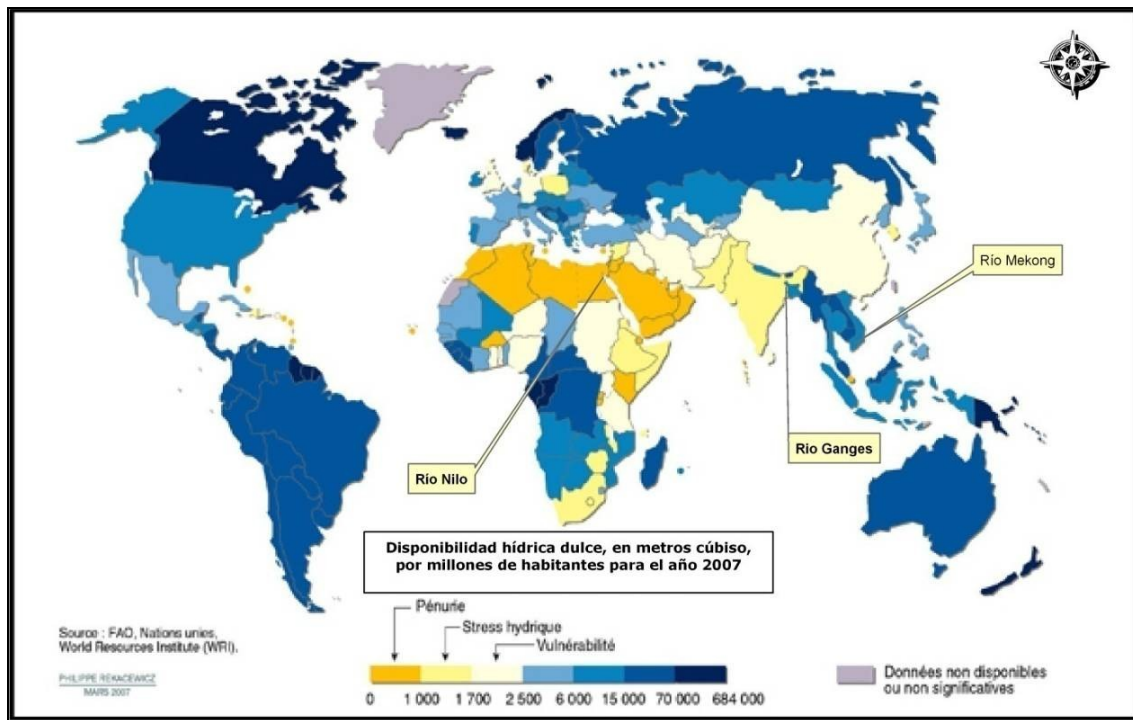 Río Mekong
Río Ganges
Río Nilo
Disponibilidad hídrica dulce, en metros cúbiso,
por millones de habitantes para el año 2007
Pénurie
Stress hydrique
Vulnérabilité
0 1 000 1 700 2 500 6 000 15 000 70 000 684 000
Source : FAO, Nations unies,
World Resources Institute (WRI).
PHILIPPE REKACEWICZ
MARS 2007
Données non disponibles
ou non significatives